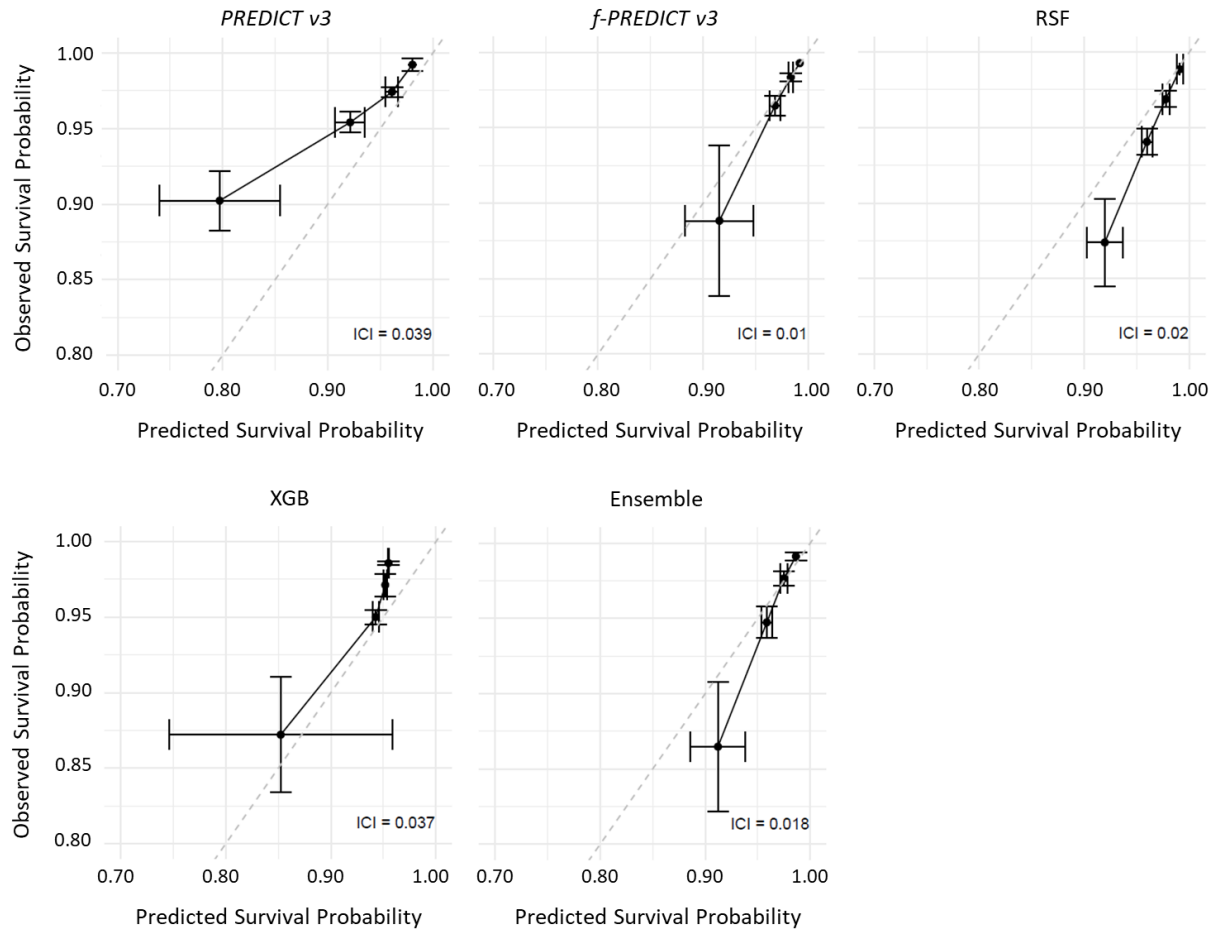 PREDICT v3
f-PREDICT v3
RSF
Observed Survival Probability
1.00
0.95
0.90
0.85
0.80
ICI = 0.039
ICI = 0.01
ICI = 0.02
0.70
0.80
0.90
1.00
0.70
0.80
0.90
1.00
0.70
0.80
0.90
1.00
Predicted Survival Probability
Predicted Survival Probability
Predicted Survival Probability
XGB
Ensemble
Observed Survival Probability
1.00
0.95
0.90
0.85
0.80
ICI = 0.037
ICI = 0.018
0.70
0.80
0.90
1.00
0.70
0.80
0.90
1.00
Predicted Survival Probability
Predicted Survival Probability